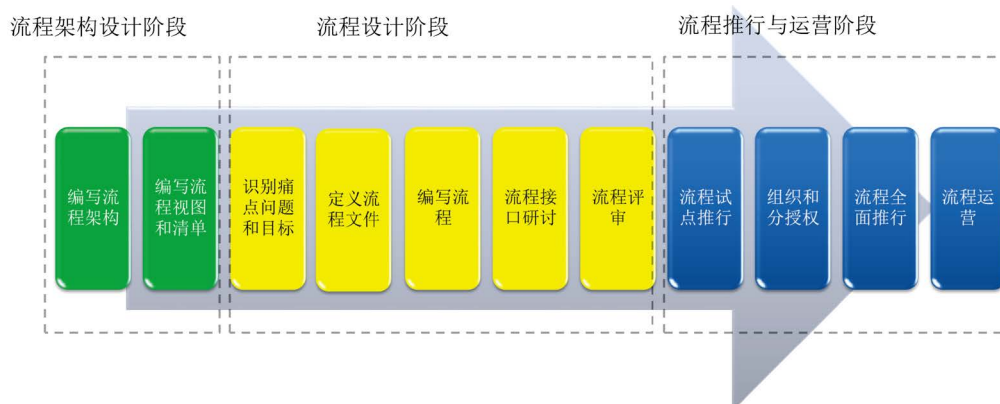 流程架构设计阶段
流程设计阶段
流程推行与运营阶段
编写流
程架构
编写流
程视图
和清单
识别痛
点问题
和目标
定义流
程文件
编写流
程
流程接
口研讨
流程评
审
流程试
点推行
组织和
分授权
流程全
面推行
流程运
营